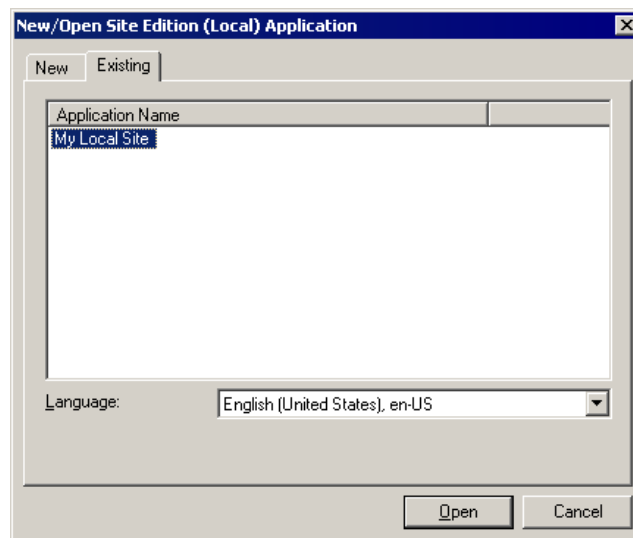 New/Open Site Edition (Local) Application
New
Existing
Application Name
My Local Site
Language:
English (United States), en-US
Open
Cancel